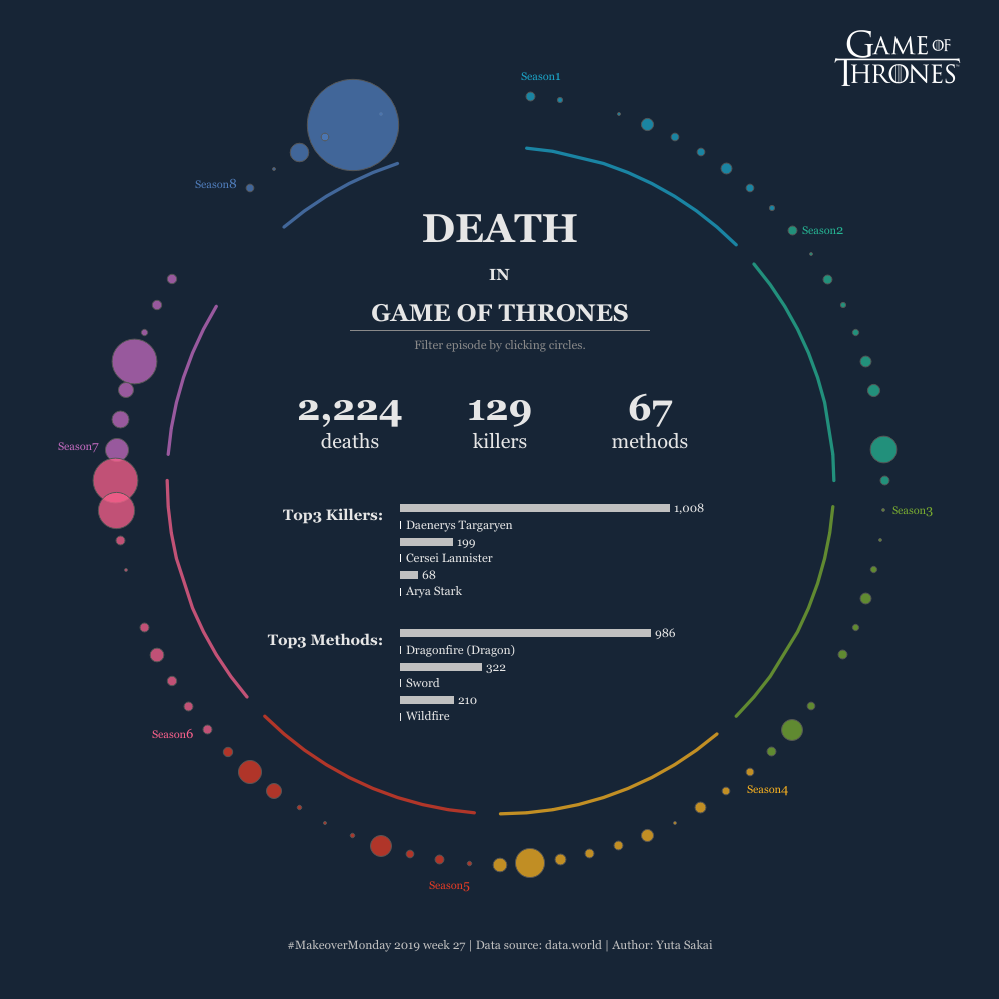 GAME OF
THRONES
Season1
Season8
Season2
DEATH
IN
GAME OF THRONES
Filter episode by clicking circles.
2,224 129 67
deaths killers methods
Season7
Top3 Killers: 1,008
Daenerys Targaryen
199
Cersei Lannister
68
Arya Stark
Season3
Top3 Methods: 986
Dragonfire (Dragon)
322
Sword
210
Wildfire
Season6
Season4
Season5
#MakeoverMonday 2019 week 27 | Data source: data.world | Author: Yuta Sakai